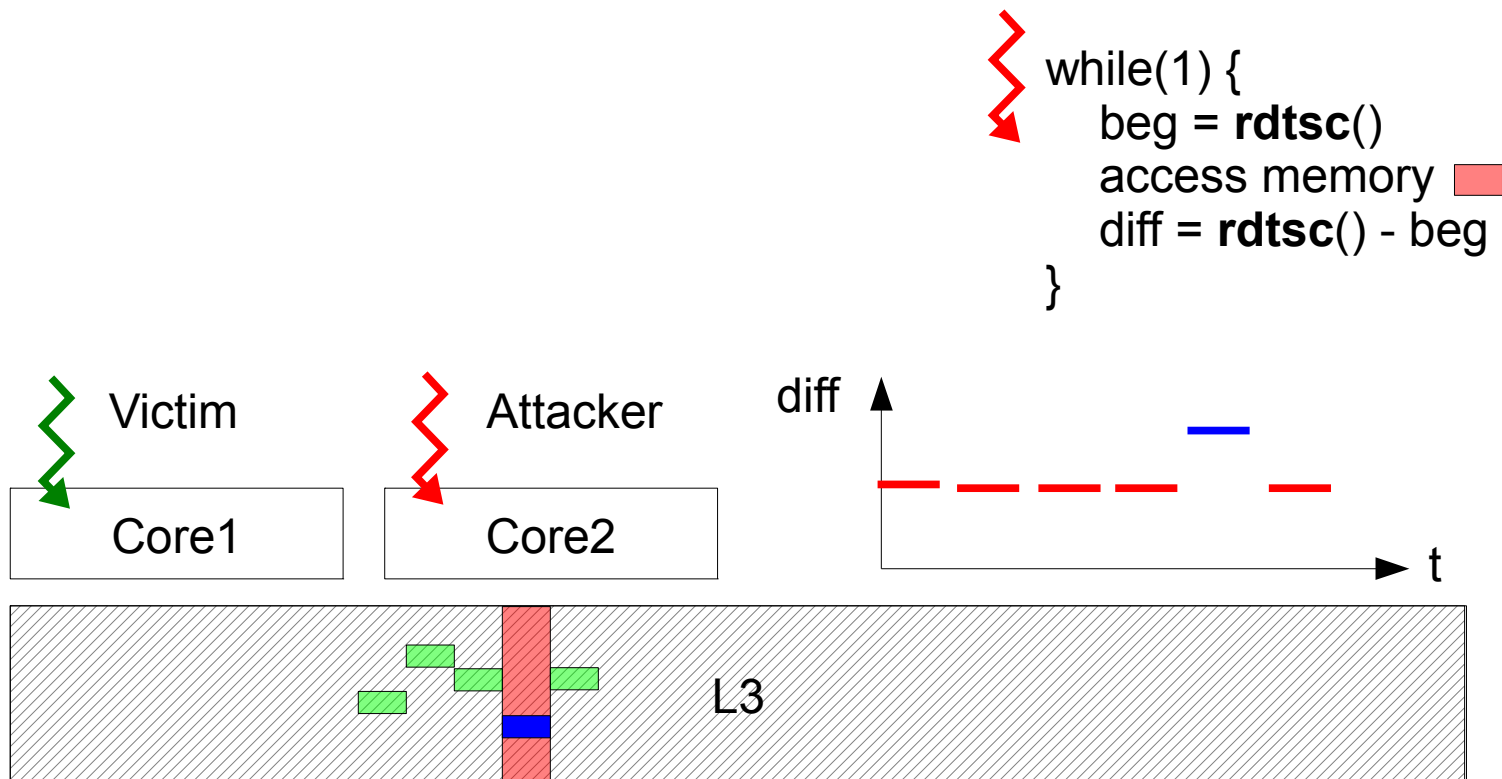 while(1) {
beg = rdtsc()
access memory
diff = rdtsc() - beg
}
Victim
Attacker
diff
Core1
Core2
t
L3